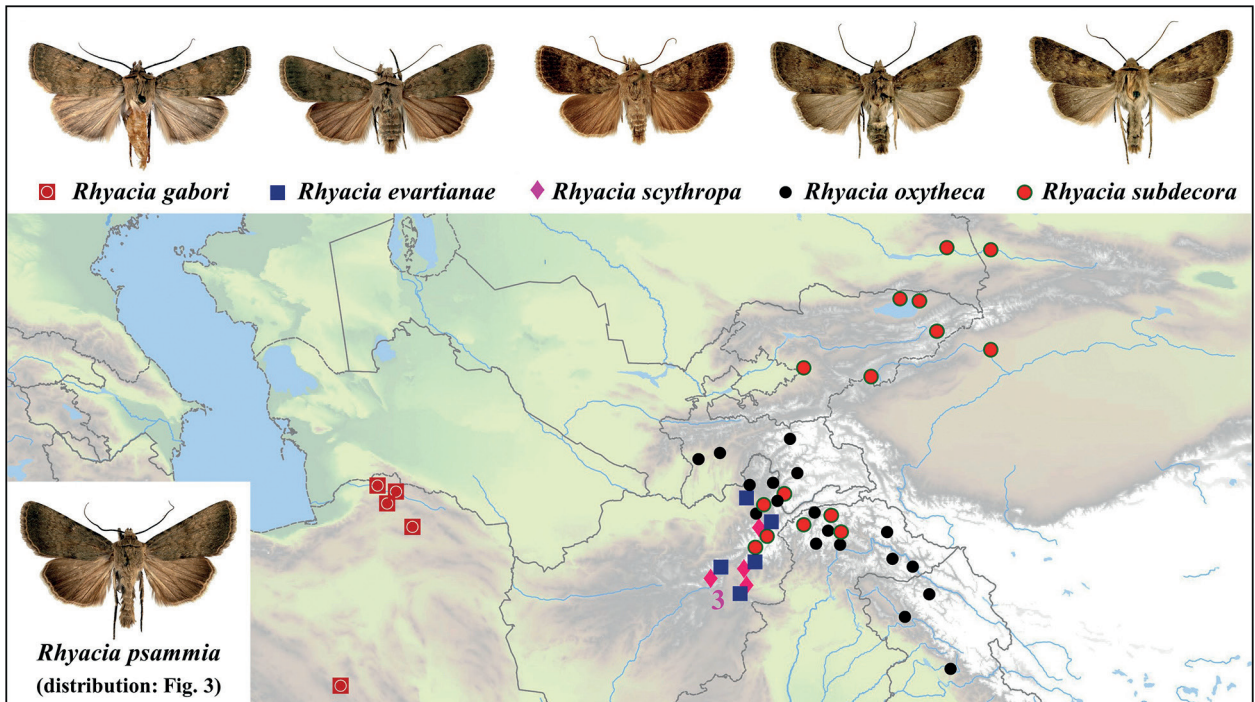 Rhyacia gabori Rhyacia evartianae Rhyacia scythropa Rhyacia oxytheca Rhyacia subdecora
3
Rhyacia psammia
(distribution: Fig. 3)